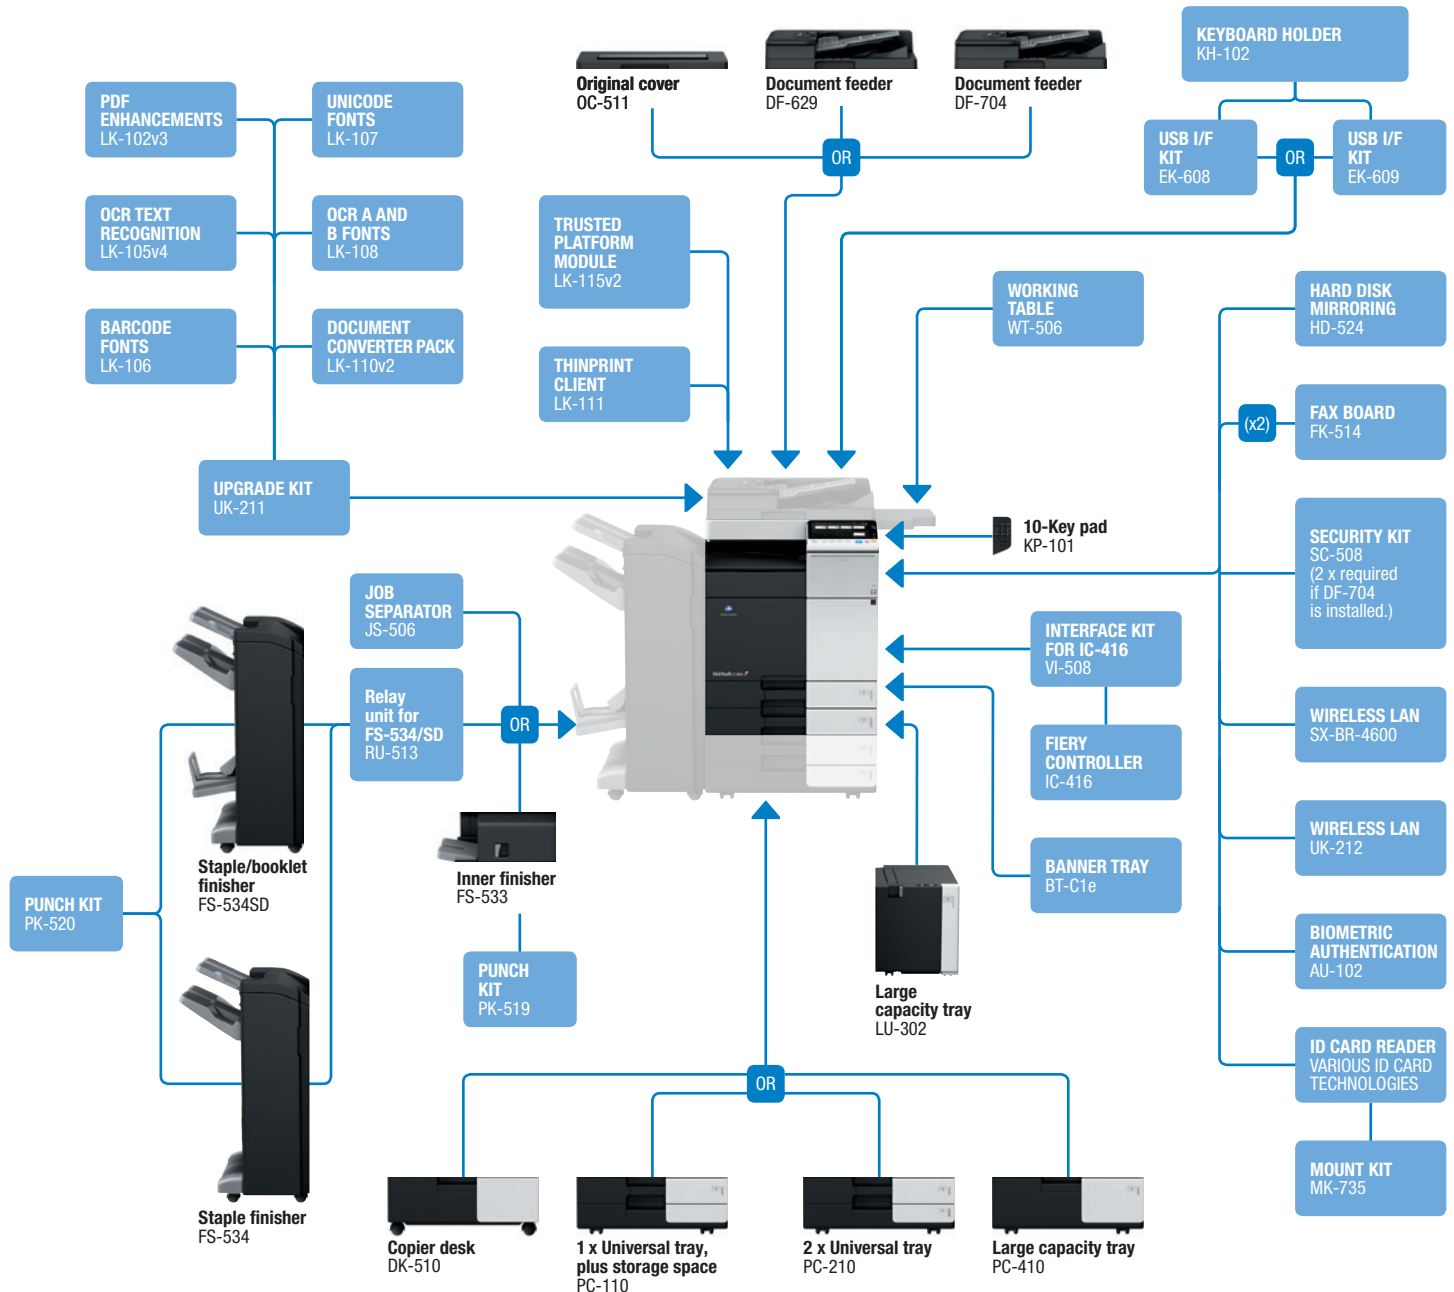 KEYBOARD HOLDER
KH-102
Original cover
OC-511
Document feeder
DF-629
Document feeder
DF-704
OR
USB I/F
KIT
EK-608
OR
USB I/F
KIT
EK-609
PDF
ENHANCEMENTS
LK-102v3
UNICODE
FONTS
LK-107
OCR TEXT
RECOGNITION
LK-105v4
OCR A AND
B FONTS
LK-108
BARCODE
FONTS
LK-106
DOCUMENT
CONVERTER PACK
LK-110v2
TRUSTED
PLATFORM
MODULE
LK-115v2
THINPRINT
CLIENT
LK-111
WORKING
TABLE
WT-506
HARD DISK
MIRRORING
HD-524
(x2)
FAX BOARD
FK-514
UPGRADE KIT
UK-211
10-Key pad
KP-101
SECURITY KIT
SC-508
(2 x required
if DF-704
is installed.)
JOB
SEPARATOR
JS-506
INTERFACE KIT
FOR IC-416
VI-508
Relay
unit for
FS-534/SD
RU-513
OR
FIERY
CONTROLLER
IC-416
WIRELESS LAN
SX-BR-4600
WIRELESS LAN
UK-212
Staple/booklet
finisher
FS-534SD
Inner finisher
FS-533
BANNER TRAY
BT-C1e
PUNCH KIT
PK-520
PUNCH
KIT
PK-519
Large
capacity tray
LU-302
BIOMETRIC
AUTHENTICATION
AU-102
ID CARD READER
VARIOUS ID CARD
TECHNOLOGIES
OR
MOUNT KIT
MK-735
Staple finisher
FS-534
Copier desk
DK-510
1 x Universal tray,
plus storage space
PC-110
2 x Universal tray
PC-210
Large capacity tray
PC-410